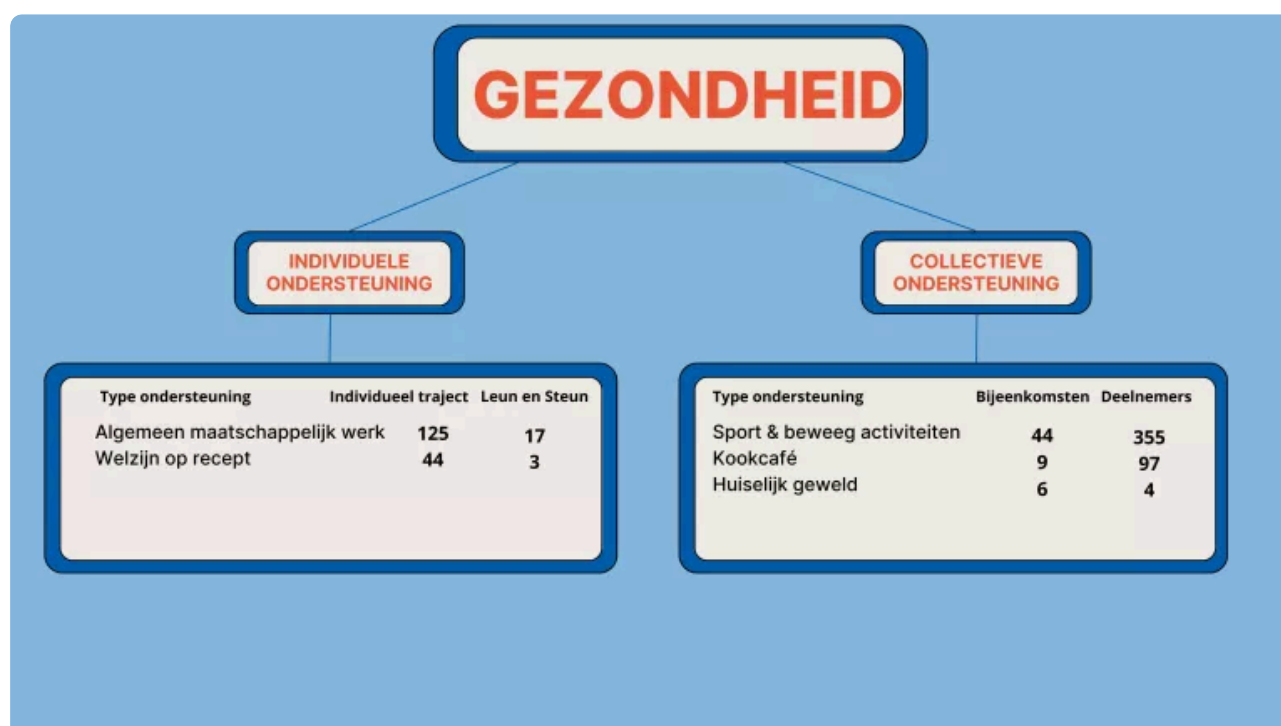 GEZONDHEID
INDIVIDUELE
ONDERSTEUNING
Type ondersteuning Individueel traject Leun en Steun
Algemeen maatschappelijk werk 125 17
Welzijn op recept 44 3
COLLECTIEVE
ONDERSTEUNING
Type ondersteuning Bijeenkomsten Deelnemers
Sport & beweeg activiteiten 44 355
Kookcafé 9 97
Huiselijk geweld 6 4